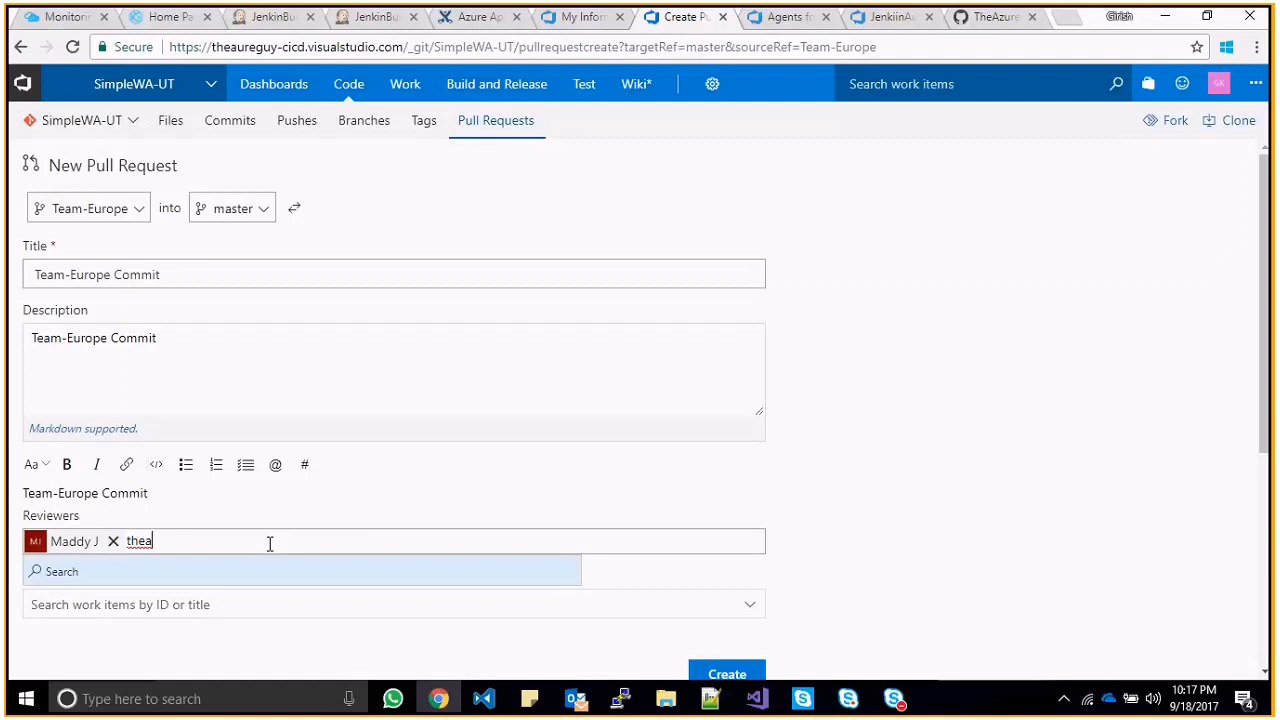 Monitorin
Home Pa
JenkinBu
JenkinBu
Azure Ap
My Infor
Create Pu
Agents fo
JenkiinAu
TheAzure
Girish
Secure
https://theaureguy-cicd.visualstudio.com/_git/SimpleWA-UT/pullrequestcreate?targetRef=master&sourceRef=Team-Europe
SimpleWA-UT
Dashboards
Code
Work
Build and Release
Test
Wiki*
Search work items
GK
SimpleWA-UT
Files
Commits
Pushes
Branches
Tags
Pull Requests
Fork
Clone
New Pull Request
Team-Europe
into
master
Title *
Team-Europe Commit
Description
Team-Europe Commit
Markdown supported.
Aa B I </> @ #
Team-Europe Commit
Reviewers
MJ Maddy J thea
Search
Search work items by ID or title
Create
Type here to search
10:17 PM
9/18/2017
4